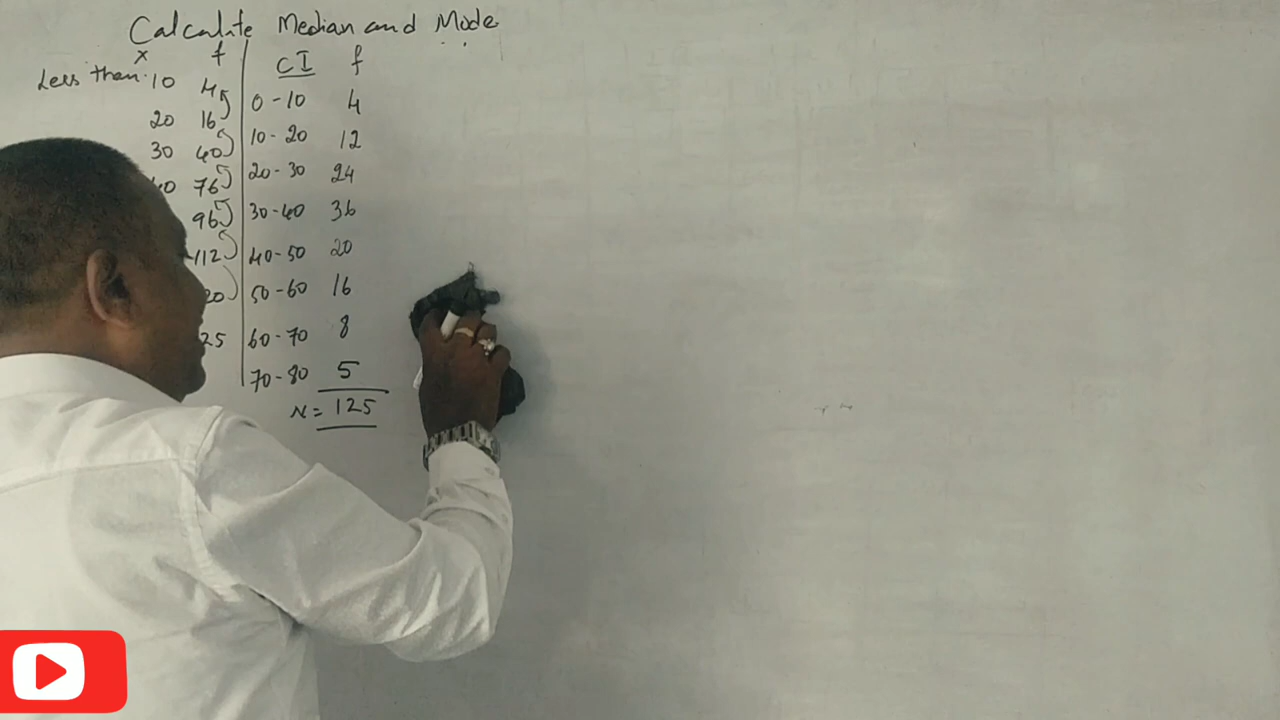 Calculate Median and Mode
x f CI f
Less than 10 4 0-10 4
20 16 10-20 12
30 40 20-30 24
76 30-40 36
96 40-50 20
112 50-60 16
60-70 8
70-80 5
N = 125